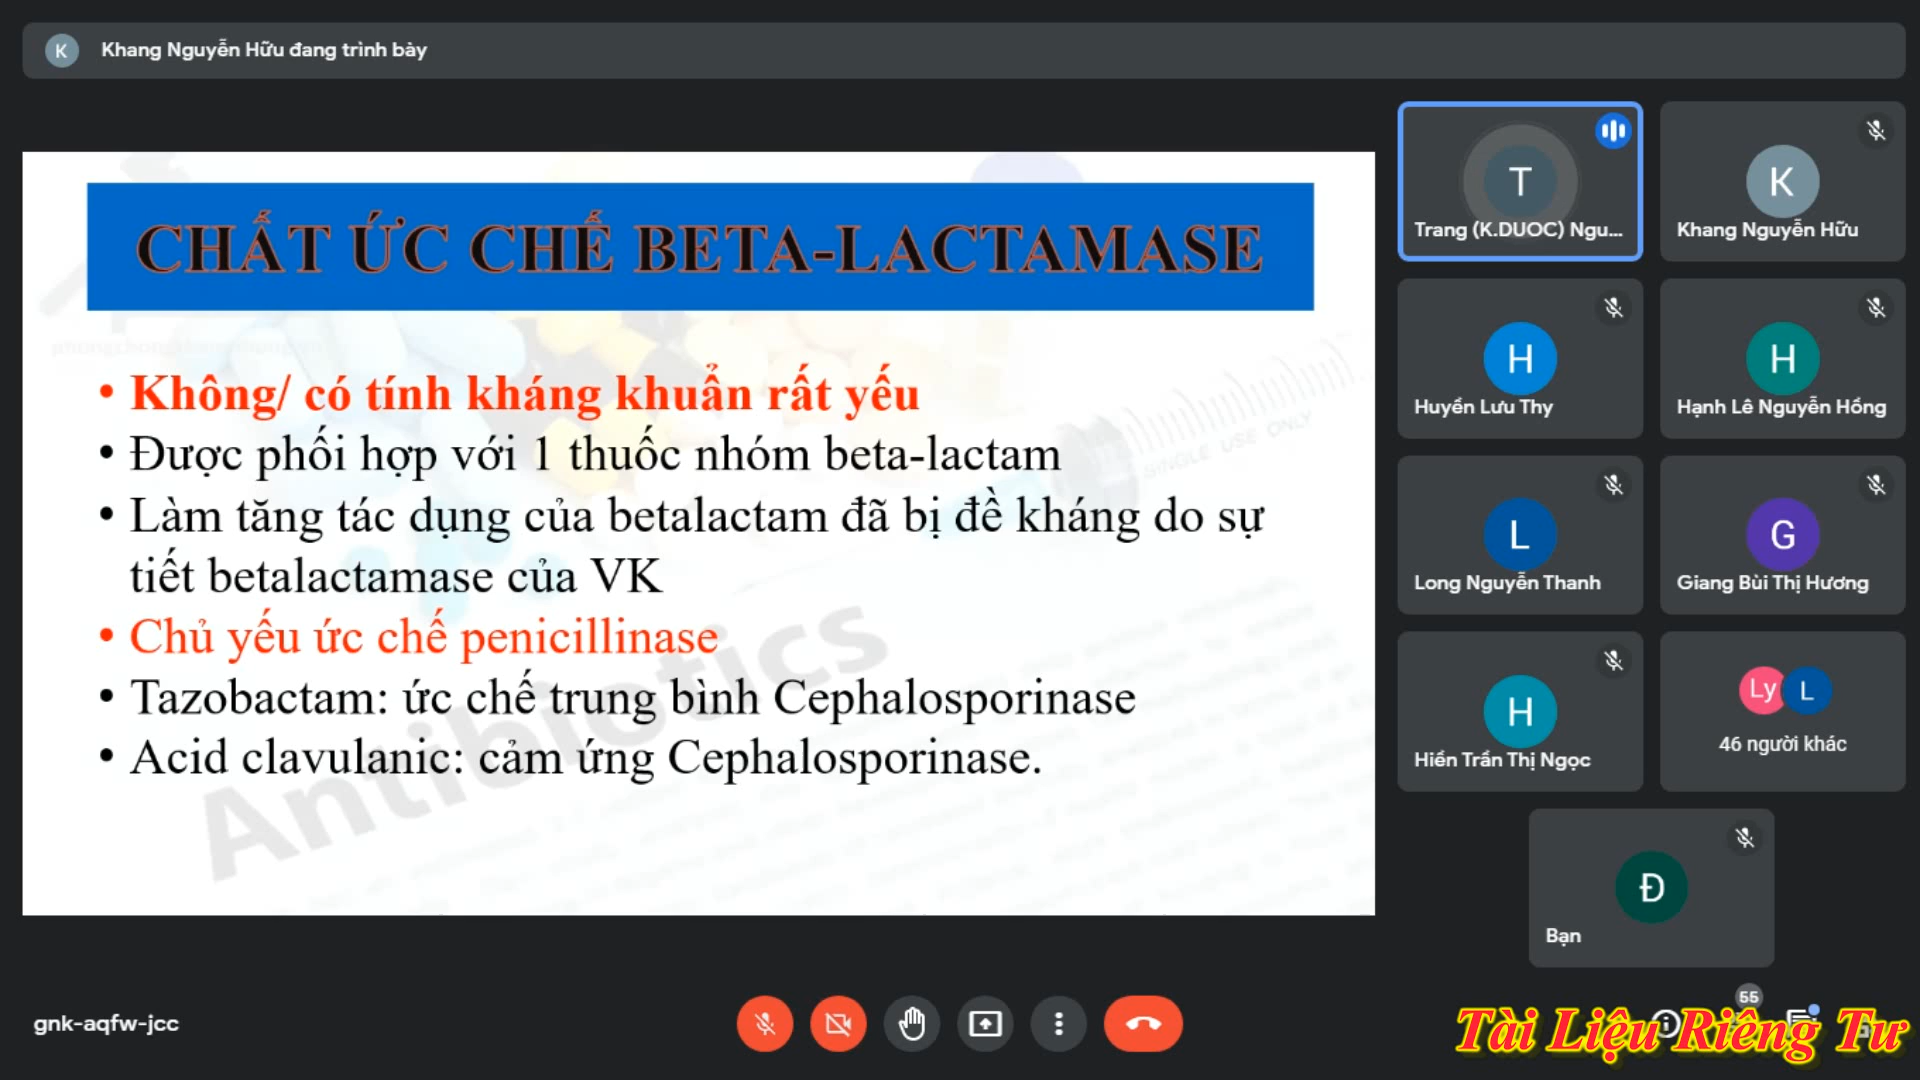 K
Khang Nguyễn Hữu đang trình bày
CHẤT ỨC CHẾ BETA-LACTAMASE
• Không/ có tính kháng khuẩn rất yếu
• Được phối hợp với 1 thuốc nhóm beta-lactam
• Làm tăng tác dụng của betalactam đã bị đề kháng do sự
tiết betalactamase của VK
• Chủ yếu ức chế penicillinase
• Tazobactam: ức chế trung bình Cephalosporinase
• Acid clavulanic: cảm ứng Cephalosporinase.
Antibiotics
SINGLE USE ONLY
T
Trang (K.DUOC) Ngu...
K
Khang Nguyễn Hữu
H
Huyền Lưu Thy
H
Hạnh Lê Nguyễn Hồng
L
Long Nguyễn Thanh
G
Giang Bùi Thị Hương
H
Hiền Trần Thị Ngọc
Ly L
46 người khác
Đ
Bạn
gnk-aqfw-jcc
55
Tài Liệu Riêng Tư